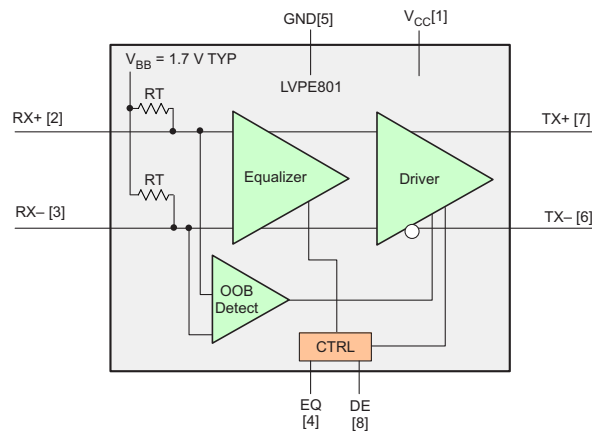 GND[5]
VCC[1]
VBB = 1.7 V TYP
LVPE801
RT
RX+ [2]
TX+ [7]
RT
Equalizer
Driver
RX– [3]
TX– [6]
OOB
Detect
CTRL
EQ
[4]
DE
[8]